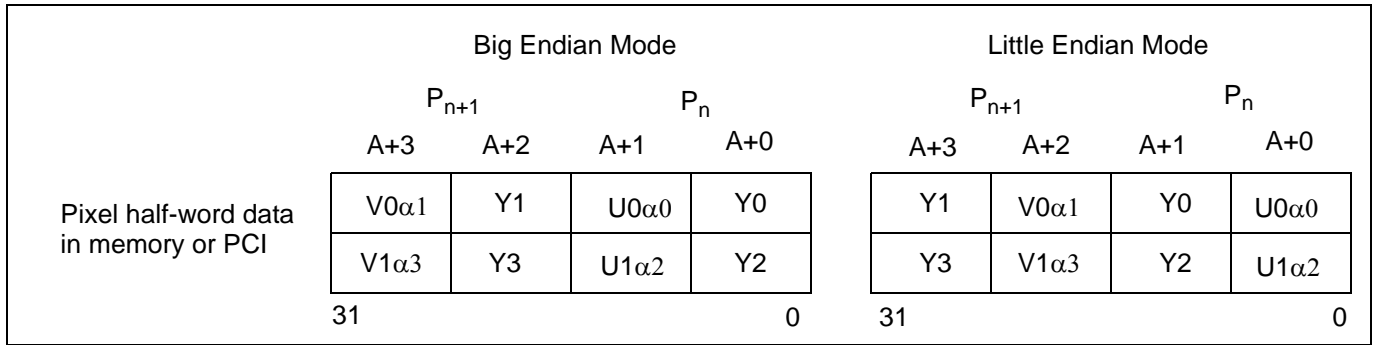 Big Endian Mode Little Endian Mode
Pn+1 Pn Pn+1 Pn
A+3 A+2 A+1 A+0 A+3 A+2 A+1 A+0
V0α1 Y1 U0α0 Y0 Y1 V0α1 Y0 U0α0
Pixel half-word data
in memory or PCI
V1α3 Y3 U1α2 Y2 Y3 V1α3 Y2 U1α2
31 0 31 0